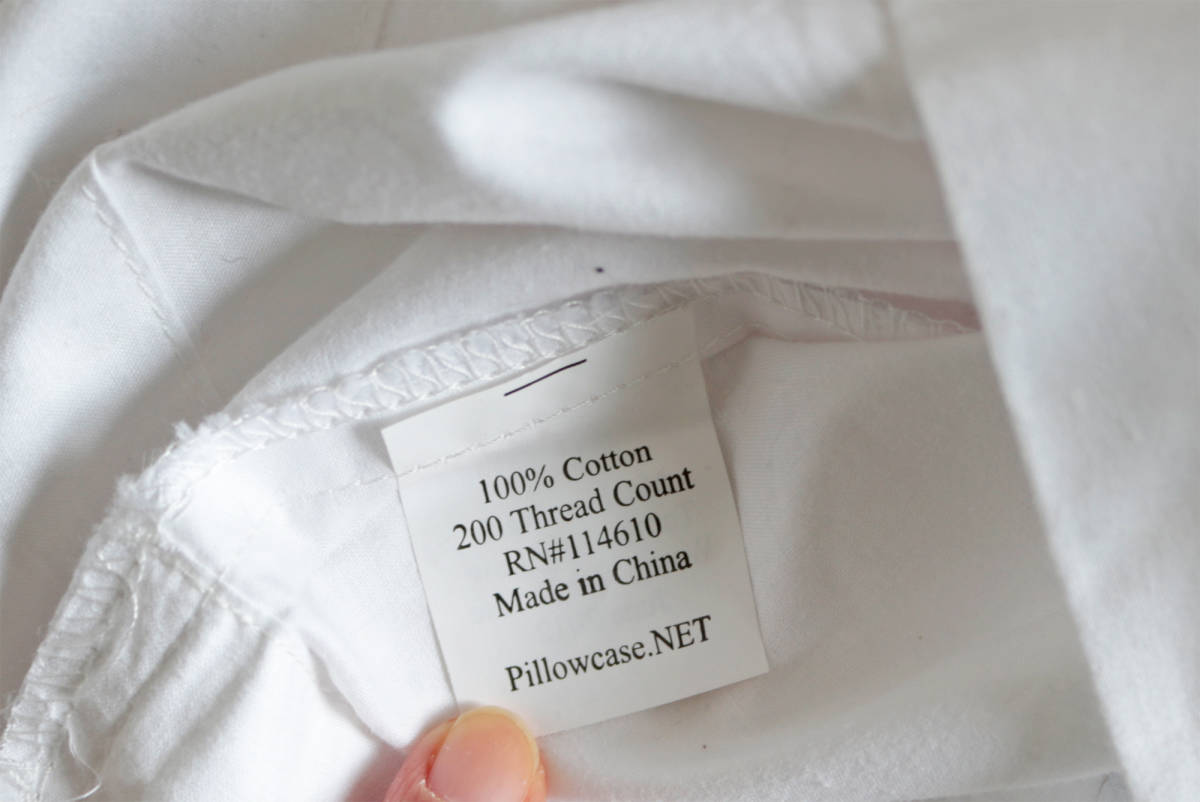 100% Cotton
200 Thread Count
RN#114610
Made in China
Pillowcase.NET